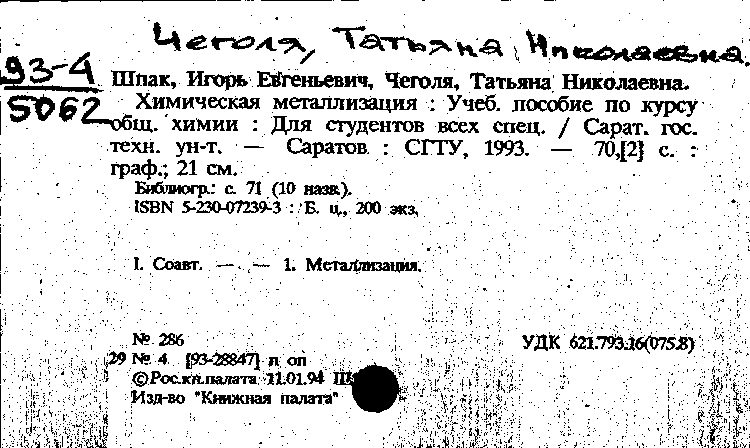 Чеголя, Татьяна Николаевна.
93-4
5062
Шпак, Игорь Евгеньевич, Чеголя, Татьяна Николаевна.
Химическая металлизация : Учеб. пособие по курсу
общ. химии : Для студентов всех спец. / Сарат. гос.
техн. ун-т. — Саратов : СГТУ, 1993. — 70,[2] с. :
граф.; 21 см.
Библиогр.: с. 71 (10 назв.).
ISBN 5-230-07239-3 : Б. ц., 200 экз.
I. Соавт. — . — 1. Металлизация.
№ 286
УДК 621.793.16(075.8)
29 № 4 [93-28847] п оп
©Рос.кн.палата 11.01.94
Изд-во "Книжная палата"